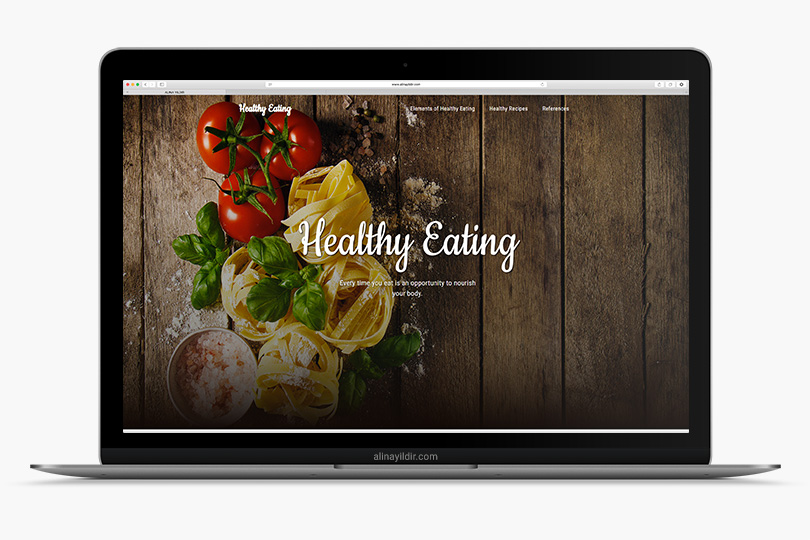 www.alinayildir.com
ALINA YILDIR
Healthy Eating
Elements of Healthy Eating
Healthy Recipes
References
Healthy Eating
Every time you eat is an opportunity to nourish
your body.
alinayildir.com